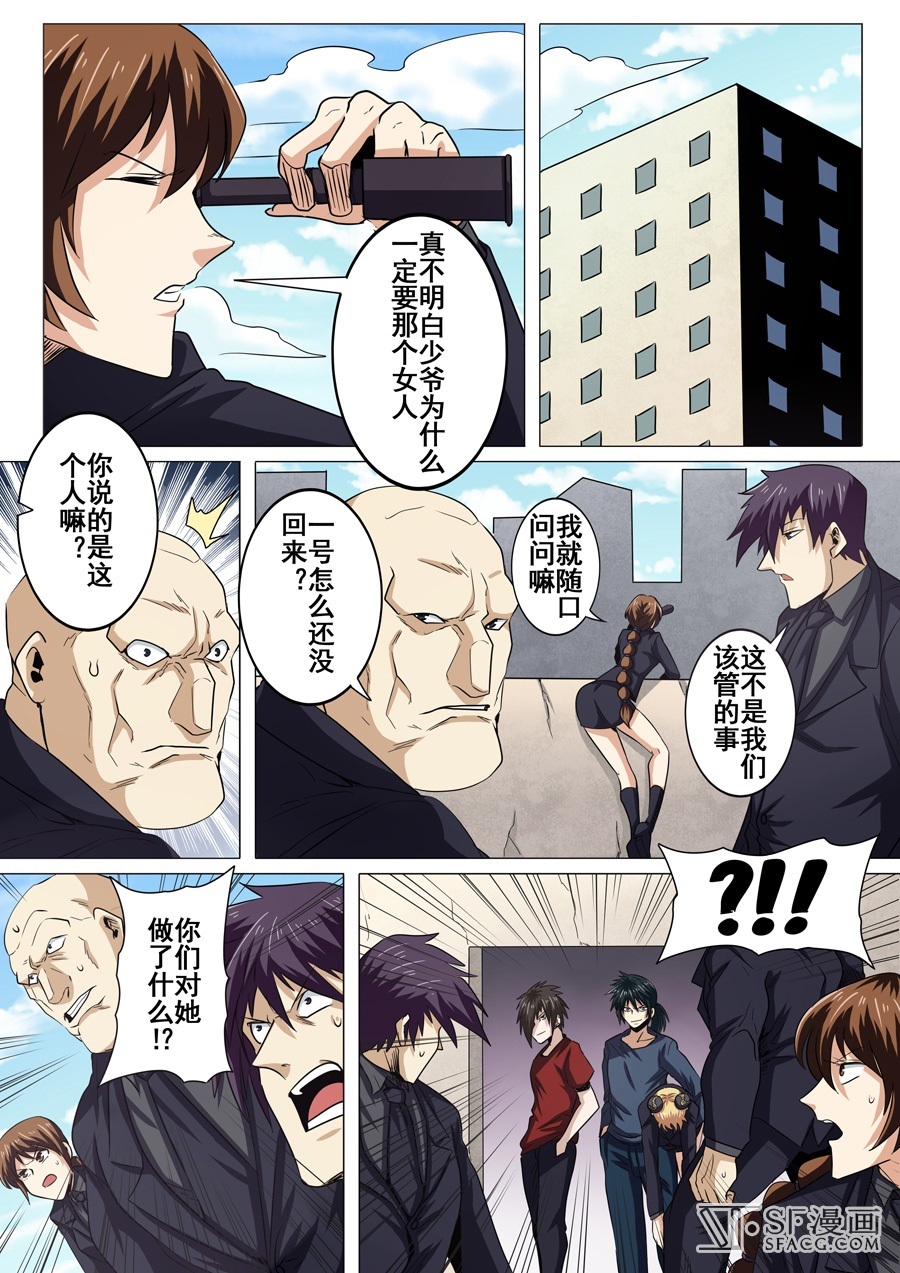 真不明白少爷为什么
一定要那个女人
这不是我们
该管的事
我就随口
问问嘛
一号怎么还没
回来?
你说的是这
个人嘛?
?!!
你们对她
做了什么!?
SF漫画
SFACG.COM